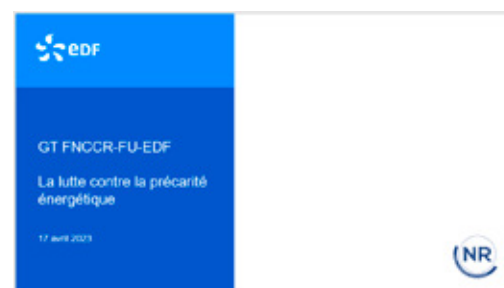 edf
GT FNCCR-FU-EDF
La lutte contre la précarité
énergétique
17 avril 2023
NR